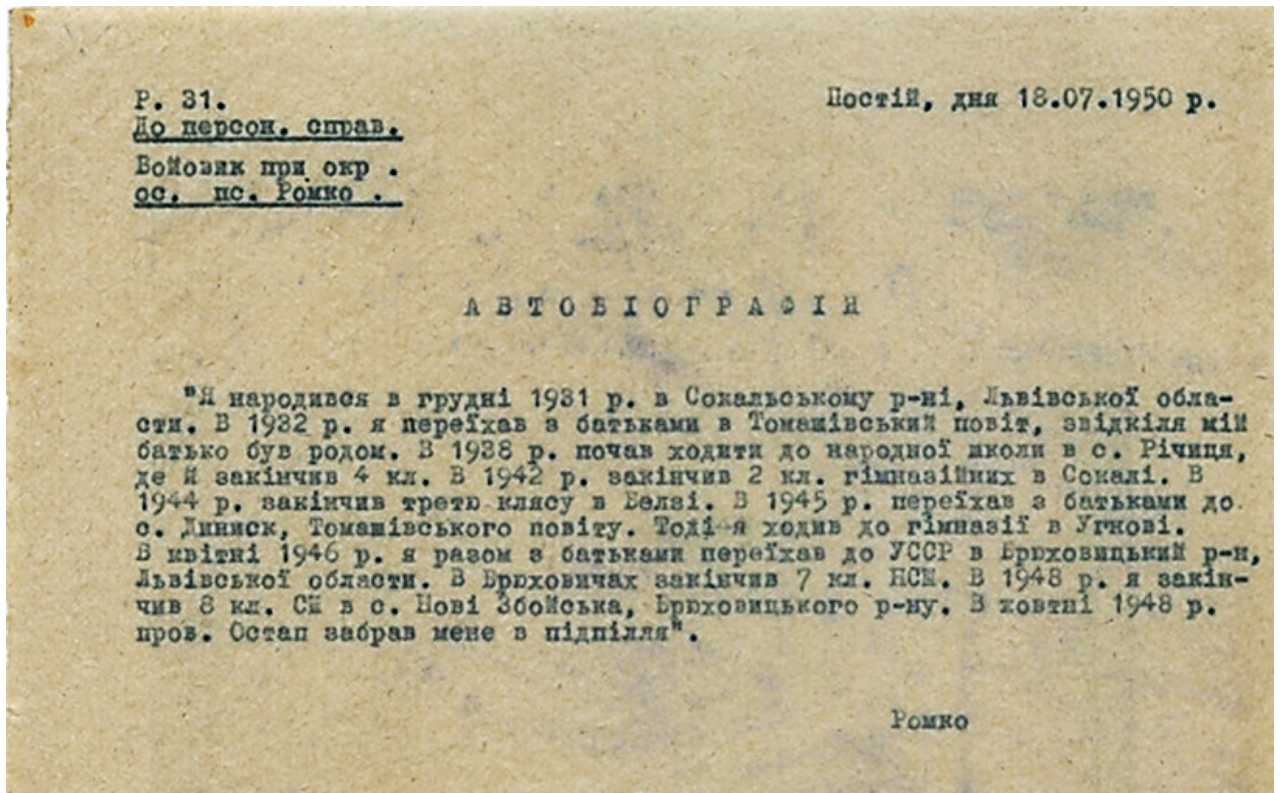 Р. 31.
Постій, дня 18.07.1950 р.
До персон. справ.
Бойовик при окр .
ос. пс. Ромко .
АВТОБІОГРАФІЯ
"Я народився в грудні 1931 р. в Сокальському р-ні, Львівської обла-
сти. В 1932 р. я переїхав з батьками в Томашівський повіт, звідкіля мій
батько був родом. В 1938 р. почав ходити до народної школи в с. Річиця,
де й закінчив 4 кл. В 1942 р. закінчив 2 кл. гімназійних в Сокалі. В
1944 р. закінчив третю клясу в Белзі. В 1945 р. переїхав з батьками до
с. Диниск, Томашівського повіту. Тоді я ходив до гімназії в Угнові.
В квітні 1946 р. я разом з батьками переїхав до УССР в Брюховицький р-н,
Львівської области. В Брюховичах закінчив 7 кл. НСШ. В 1948 р. я закін-
чив 8 кл. СШ в с. Нові Збойська, Брюховицького р-ну. В жовтні 1948 р.
пров. Остап забрав мене в підпілля".
Ромко